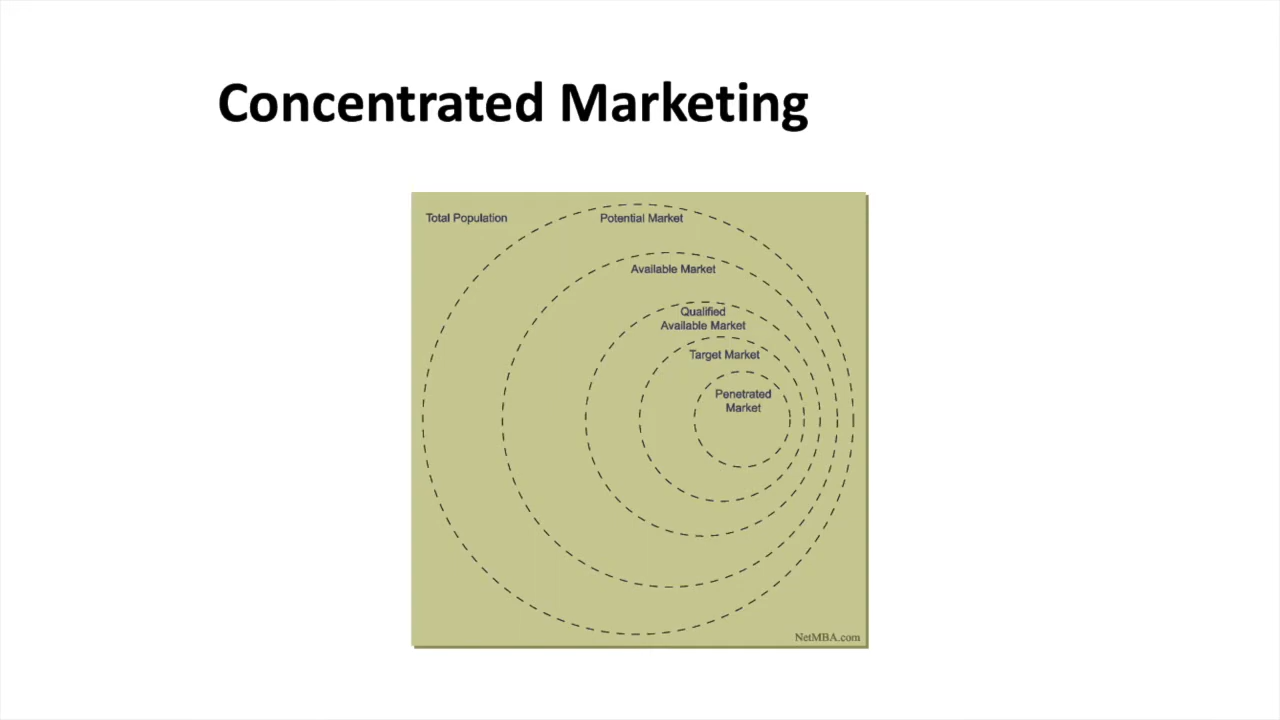 Concentrated Marketing
Total Population
Potential Market
Available Market
Qualified
Available Market
Target Market
Penetrated
Market
NetMBA.com